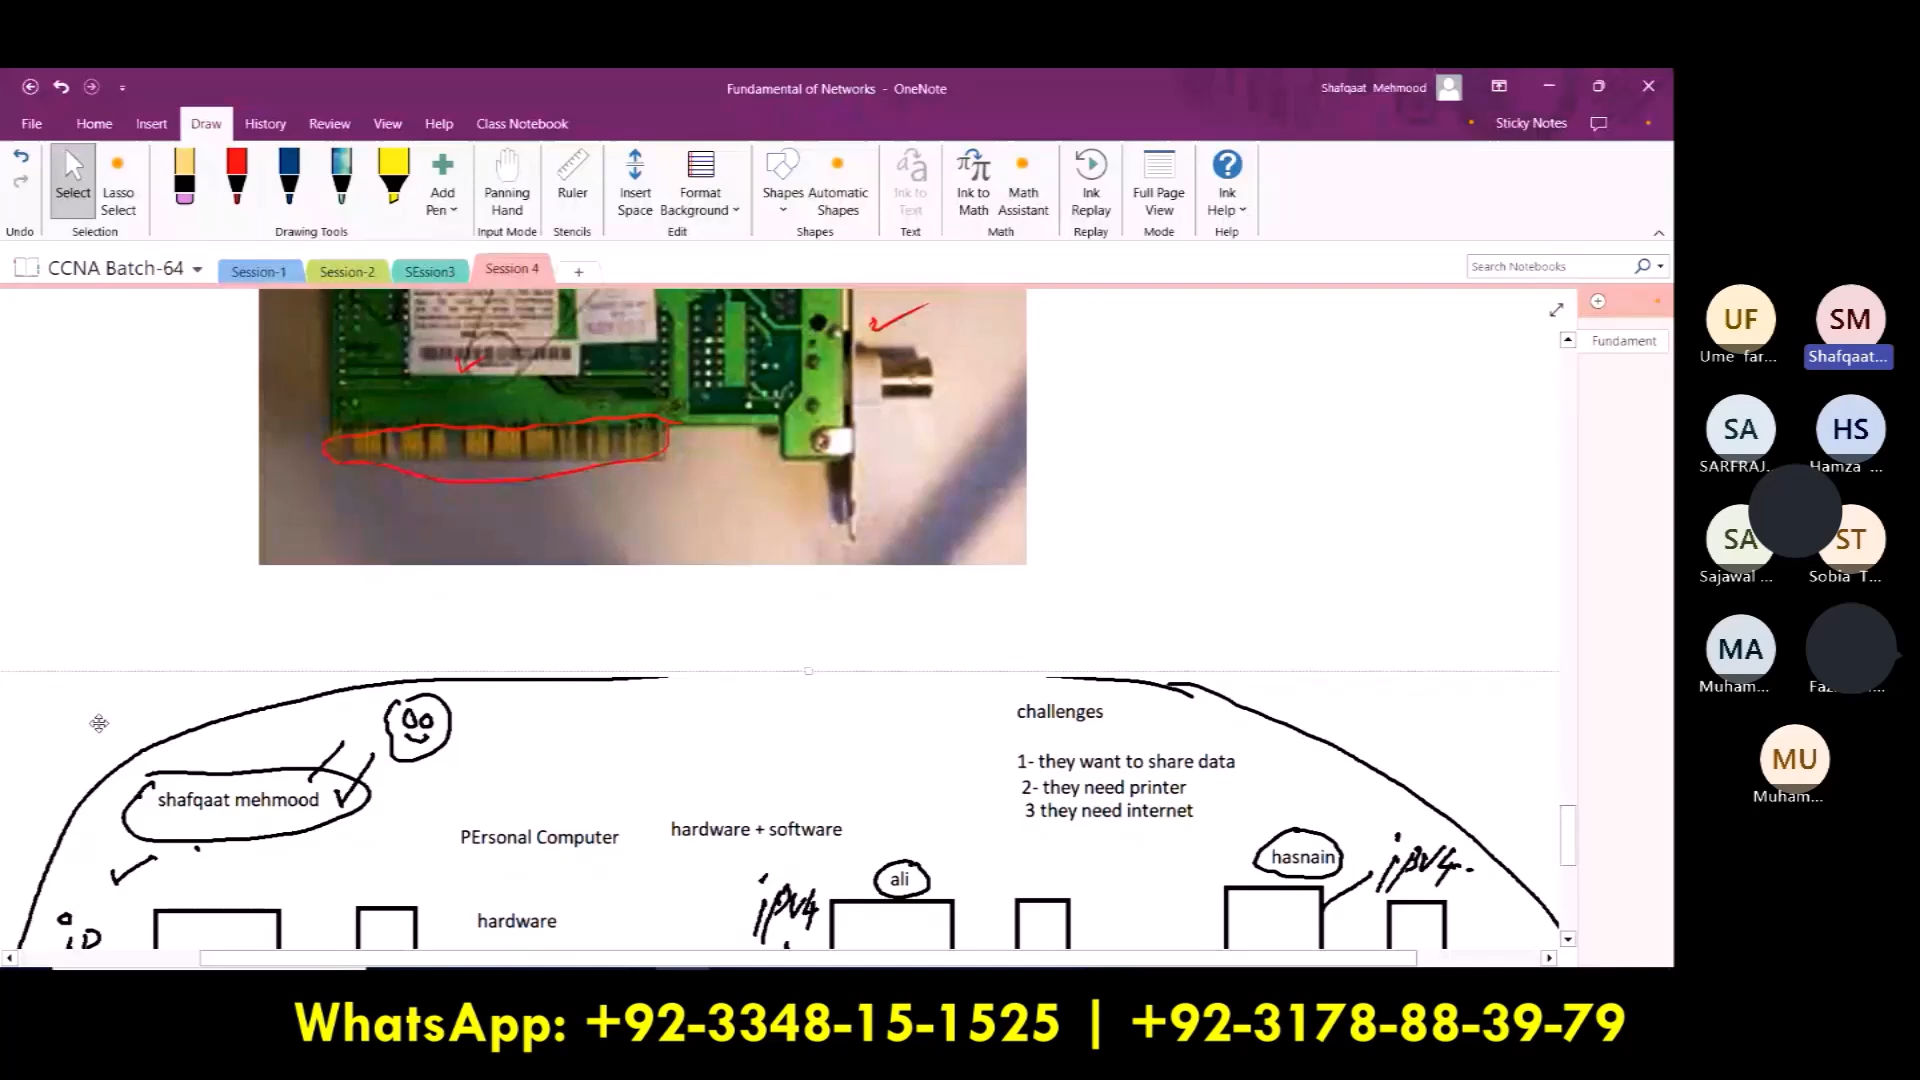 Fundamental of Networks - OneNote
Shafqaat Mehmood
File Home Insert Draw History Review View Help Class Notebook
Sticky Notes
Select
Lasso Select
Add Pen
Panning Hand
Ruler
Insert Space
Format Background
Shapes
Automatic Shapes
Ink to Text
Ink to Math
Math Assistant
Ink Replay
Full Page View
Ink Help
Undo Selection Drawing Tools Input Mode Stencils Edit Shapes Text Math Replay Mode Help
CCNA Batch-64
Session-1 Session-2 SEssion3 Session 4
Search Notebooks
Fundament
UF
Ume far...
SM
Shafqaat...
SA
SARFRAJ.
HS
Hamza ...
SA
Sajawal ...
ST
Sobia T...
MA
Muham...
MU
Muham...
challenges
1- they want to share data
2- they need printer
3 they need internet
shafqaat mehmood
PErsonal Computer
hardware + software
ali
hasnain
ipv4
ipv4
hardware
WhatsApp: +92-3348-15-1525 | +92-3178-88-39-79